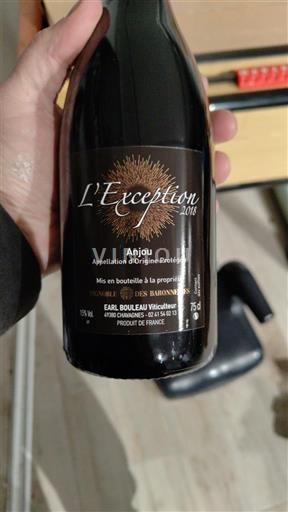 L'Exception
2018
Anjou
Appellation d'Origine Protégée
Mis en bouteille à la propriété
VIGNOBLE DES BARONNERIES
15% Vol.
EARL BOULEAU Viticulteur
49380 CHAVAGNES - 02 41 54 02 13
PRODUIT DE FRANCE
75 CL